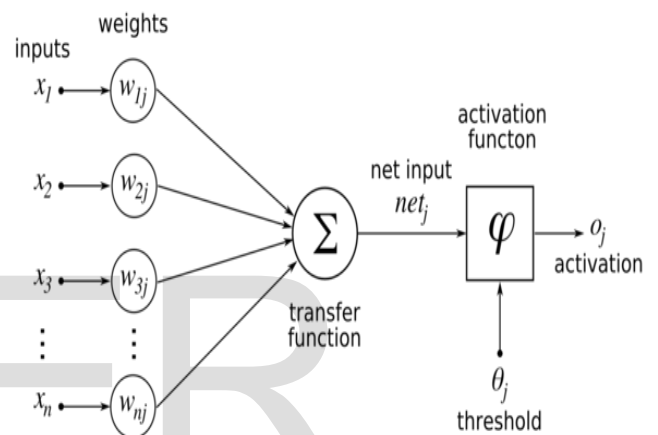 weights
inputs
x1
w1j
activation
functon
x2
w2j
net input
netj
Σ
φ
oj
activation
x3
w3j
transfer
function
⋮ ⋮
θj
xn
wnj
threshold